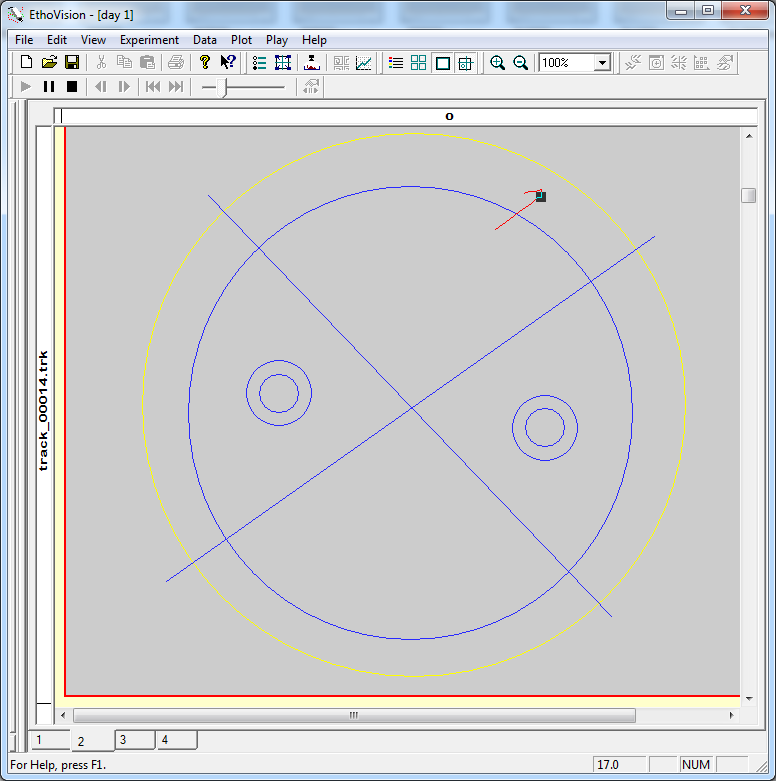 EthoVision - [day 1]
File Edit View Experiment Data Plot Play Help
100%
o
track_00014.trk
1 2 3 4
For Help, press F1. 17.0 NUM